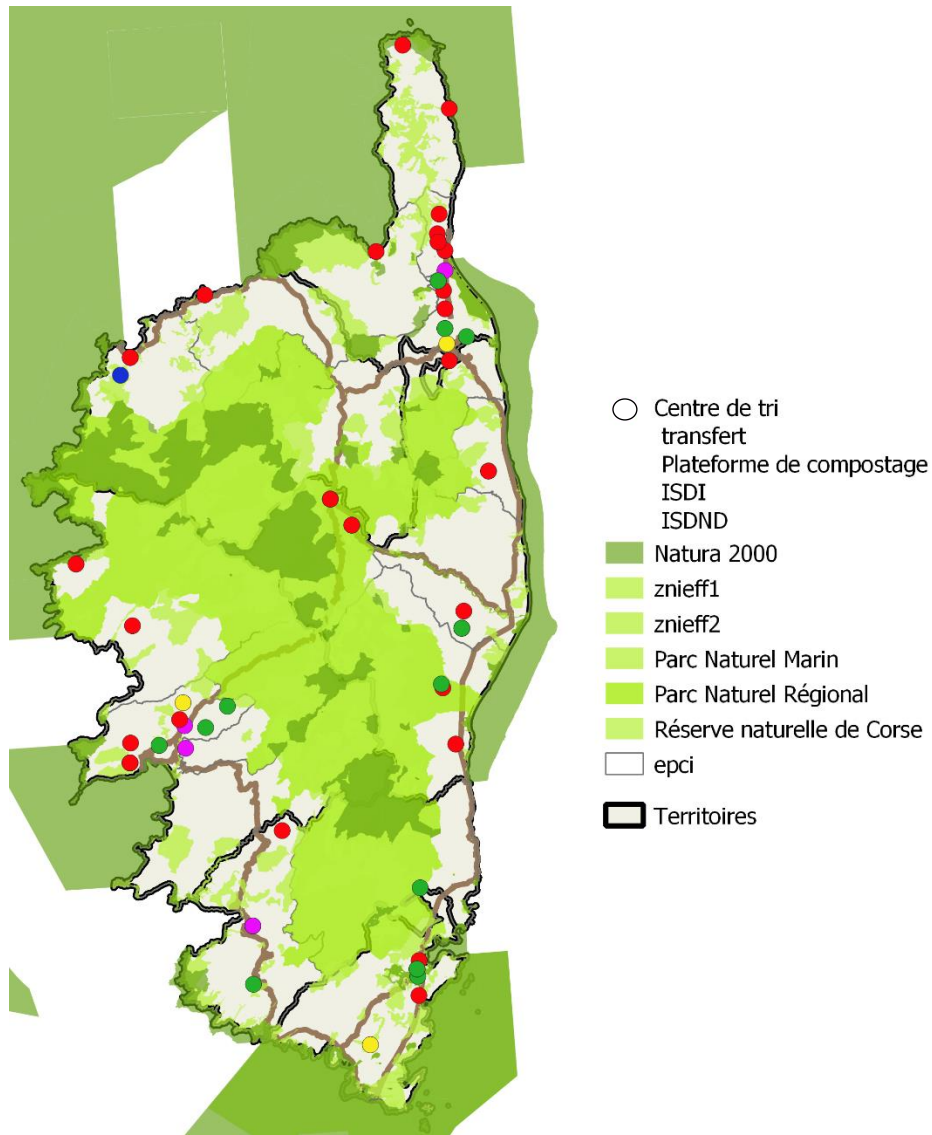 Centre de tri
transfert
Plateforme de compostage
ISDI
ISDND
Natura 2000
znieff1
znieff2
Parc Naturel Marin
Parc Naturel Régional
Réserve naturelle de Corse
epci
Territoires